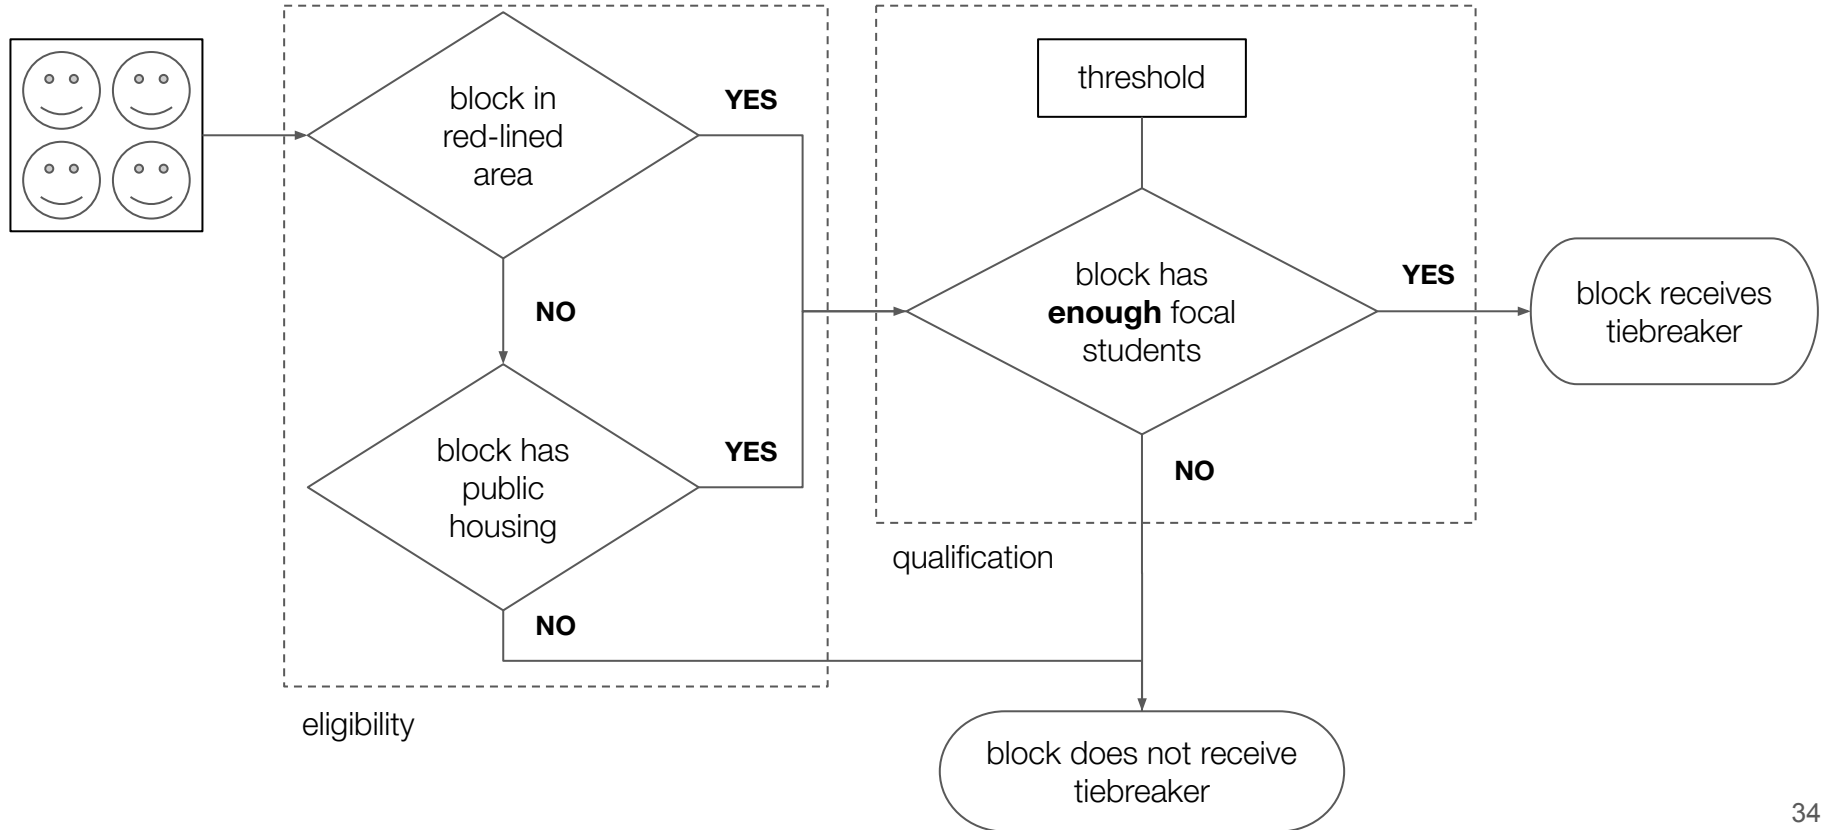 block in
red-lined
area
YES
NO
block has
public
housing
YES
NO
eligibility
threshold
block has
enough focal
students
YES
NO
qualification
block receives
tiebreaker
block does not receive
tiebreaker
34